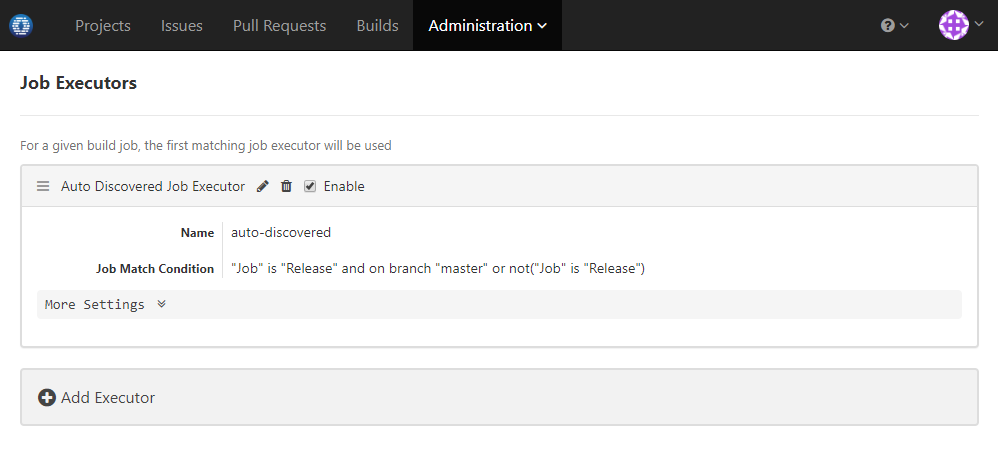 Projects Issues Pull Requests Builds Administration
Job Executors
For a given build job, the first matching job executor will be used
Auto Discovered Job Executor Enable
Name auto-discovered
Job Match Condition "Job" is "Release" and on branch "master" or not("Job" is "Release")
More Settings
Add Executor